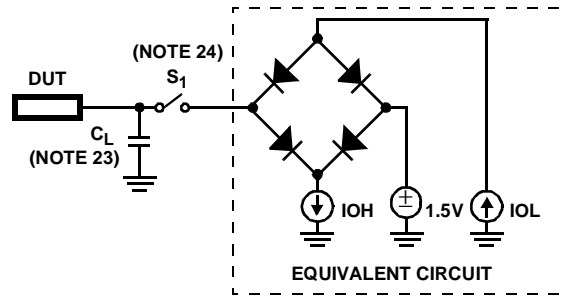 (NOTE 24)
DUT
S1
CL
(NOTE 23)
±
IOH
1.5V
IOL
EQUIVALENT CIRCUIT